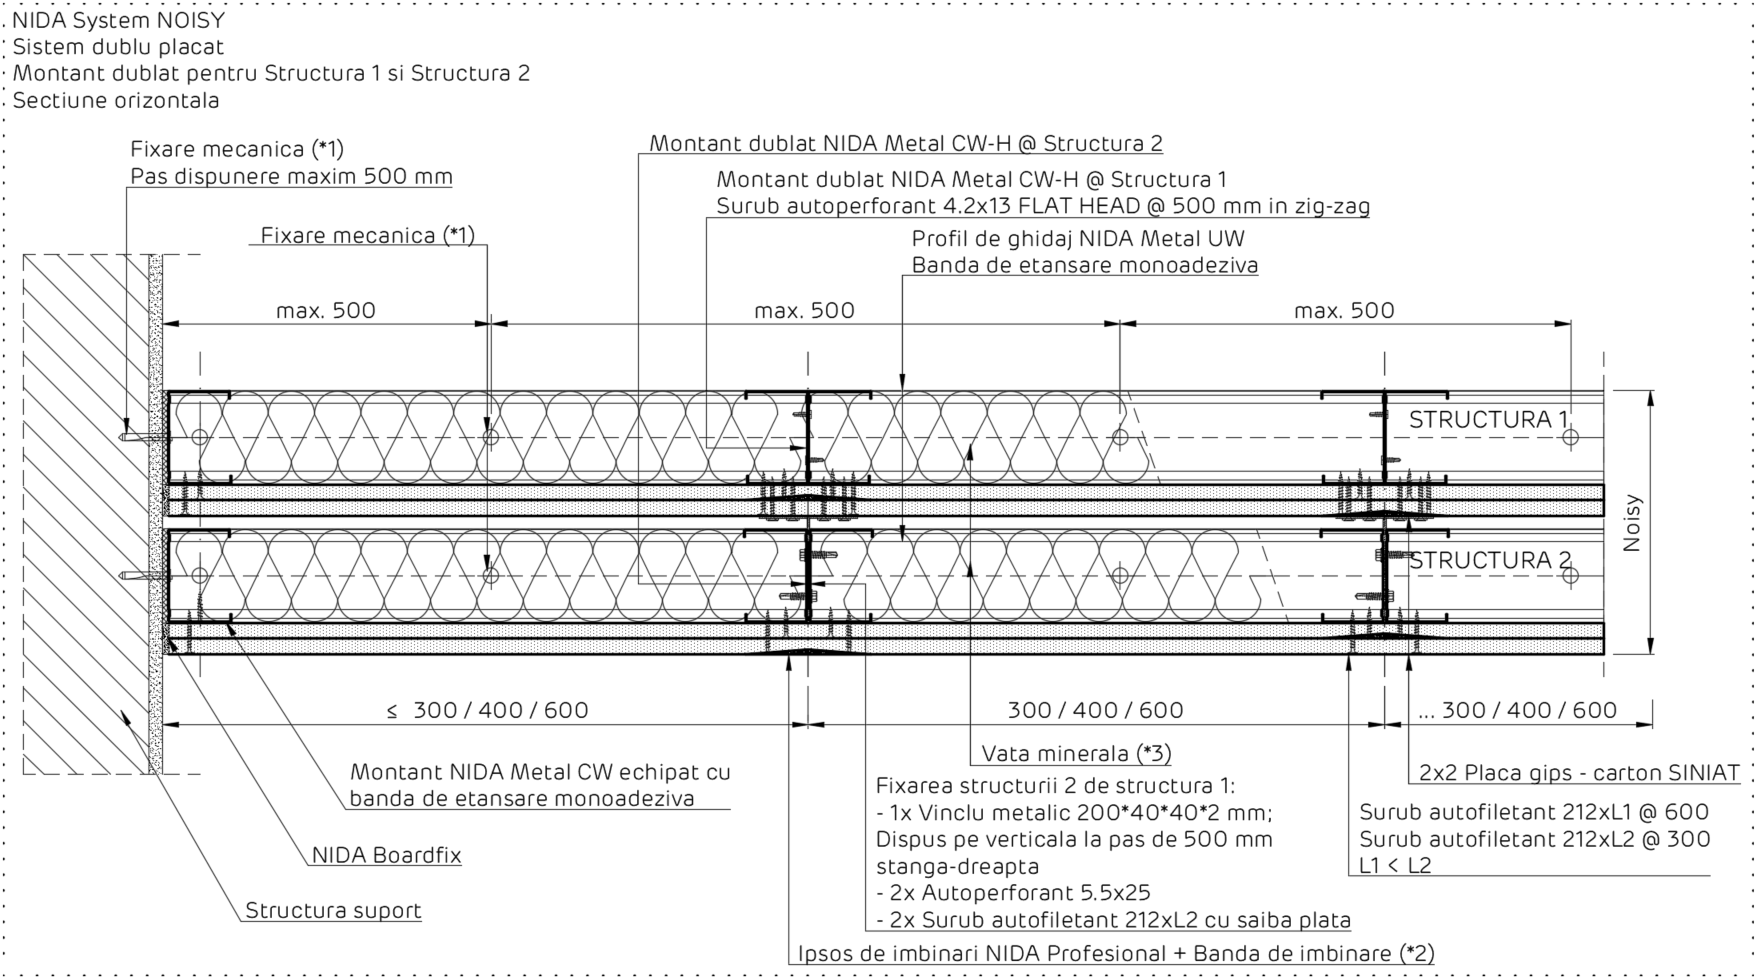 NIDA System NOISY
Sistem dublu placat
Montant dublat pentru Structura 1 si Structura 2
Sectiune orizontala
Fixare mecanica (*1)
Pas dispunere maxim 500 mm
Fixare mecanica (*1)
Montant dublat NIDA Metal CW-H @ Structura 2
Montant dublat NIDA Metal CW-H @ Structura 1
Surub autoperforant 4.2x13 FLAT HEAD @ 500 mm in zig-zag
Profil de ghidaj NIDA Metal UW
Banda de etansare monoadeziva
max. 500
max. 500
max. 500
STRUCTURA 1
Noisy
STRUCTURA 2
≤ 300 / 400 / 600
300 / 400 / 600
... 300 / 400 / 600
Vata minerala (*3)
Montant NIDA Metal CW echipat cu
banda de etansare monoadeziva
NIDA Boardfix
Structura suport
Fixarea structurii 2 de structura 1:
- 1x Vinclu metalic 200*40*40*2 mm;
Dispus pe verticala la pas de 500 mm
stanga-dreapta
- 2x Autoperforant 5.5x25
- 2x Surub autofiletant 212xL2 cu saiba plata
Ipsos de imbinari NIDA Profesional + Banda de imbinare (*2)
2x2 Placa gips - carton SINIAT
Surub autofiletant 212xL1 @ 600
Surub autofiletant 212xL2 @ 300
L1 < L2